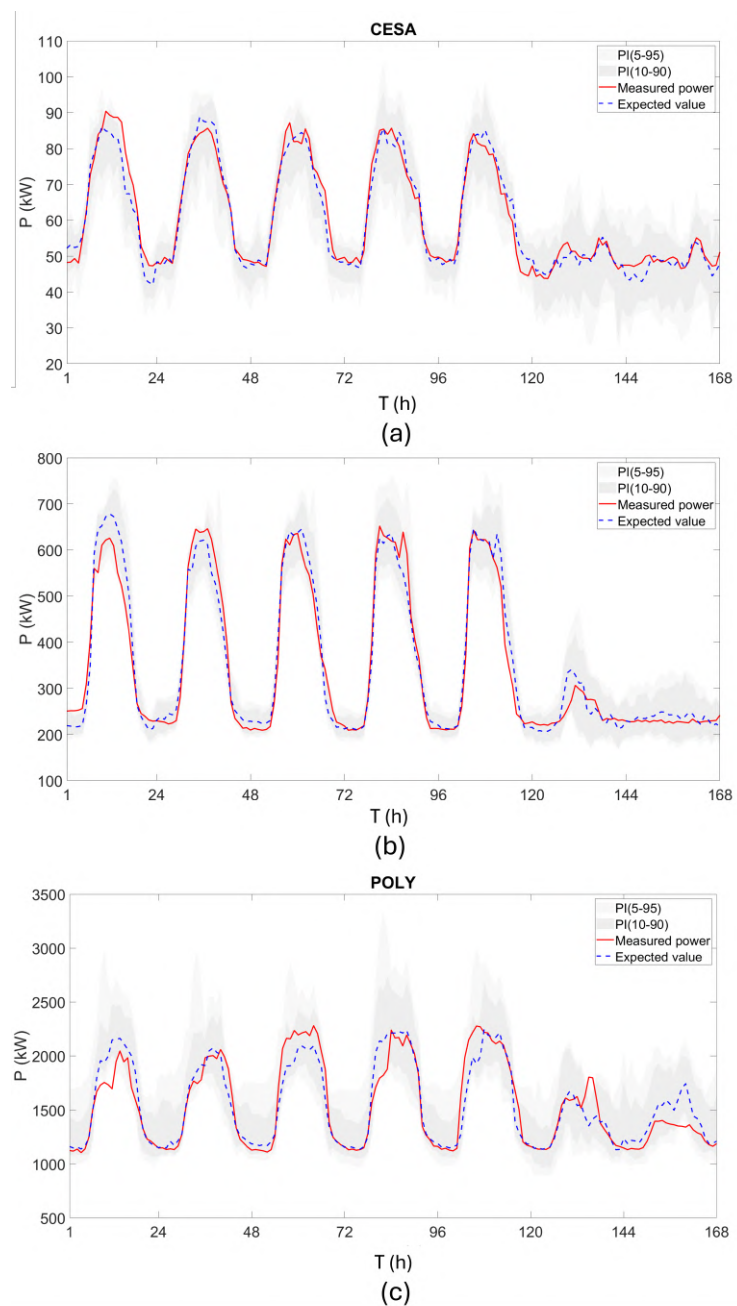 CESA
110
100
90
80
70
60
50
40
30
20
P (kW)
PI(5-95)
PI(10-90)
Measured power
Expected value
1 24 48 72 96 120 144 168
T (h)
(a)
800
700
600
500
400
300
200
100
P (kW)
PI(5-95)
PI(10-90)
Measured power
Expected value
1 24 48 72 96 120 144 168
T (h)
(b)
POLY
3500
3000
2500
2000
1500
1000
500
P (kW)
PI(5-95)
PI(10-90)
Measured power
Expected value
1 24 48 72 96 120 144 168
T (h)
(c)